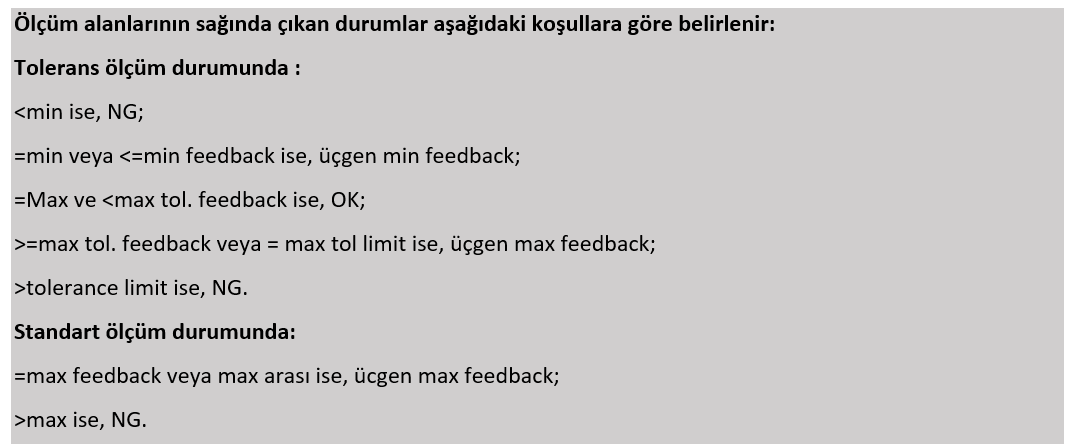 Ölçüm alanlarının sağında çıkan durumlar aşağıdaki koşullara göre belirlenir:
Tolerans ölçüm durumunda :
<min ise, NG;
=min veya <=min feedback ise, üçgen min feedback;
=Max ve <max tol. feedback ise, OK;
>=max tol. feedback veya = max tol limit ise, üçgen max feedback;
>tolerance limit ise, NG.
Standart ölçüm durumunda:
=max feedback veya max arası ise, ücgen max feedback;
>max ise, NG.